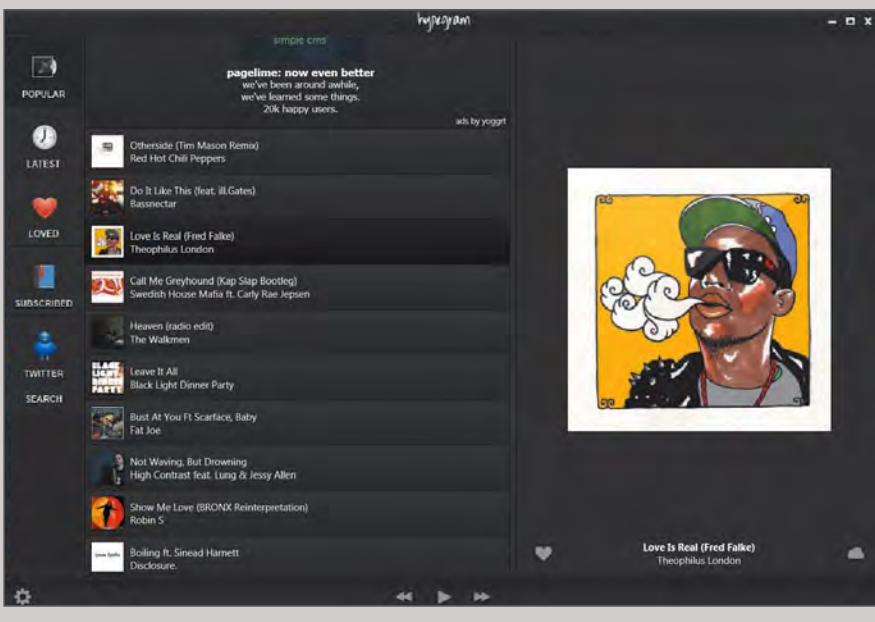 hypegram
POPULAR
LATEST
LOVED
SUBSCRIBED
TWITTER
SEARCH
simple cms
pagelime: now even better
we've been around awhile,
we've learned some things.
20k happy users.
ads by yoggrt
Otherside (Tim Mason Remix)
Red Hot Chili Peppers
Do It Like This (feat. ill.Gates)
Bassnectar
Love Is Real (Fred Falke)
Theophilus London
Call Me Greyhound (Kap Slap Bootleg)
Swedish House Mafia ft. Carly Rae Jepsen
Heaven (radio edit)
The Walkmen
BLACK
LIGHT
DINNER
PARTY
Leave It All
Black Light Dinner Party
Bust At You Ft Scarface, Baby
Fat Joe
Not Waving, But Drowning
High Contrast feat. Lung & Jessy Allen
Show Me Love (BRONX Reinterpretation)
Robin S
Boiling ft. Sinead Harnett
Disclosure.
Love Is Real (Fred Falke)
Theophilus London